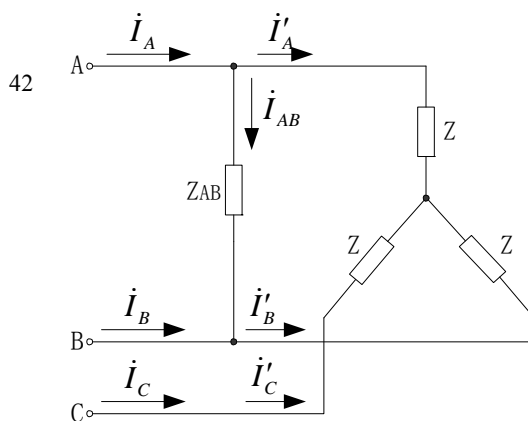 İ_A İ′_A
A
42
İ_AB
Z
ZAB
Z Z
İ_B İ′_B
B
İ_C İ′_C
C